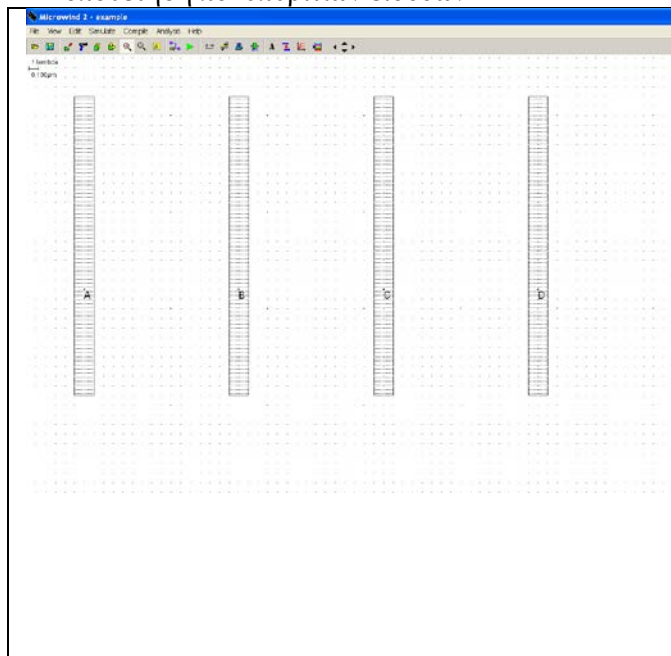 Microwind 2 - example
File View Edit Simulate Compile Analysis Help
1 lambda
0.100µm
A B C D